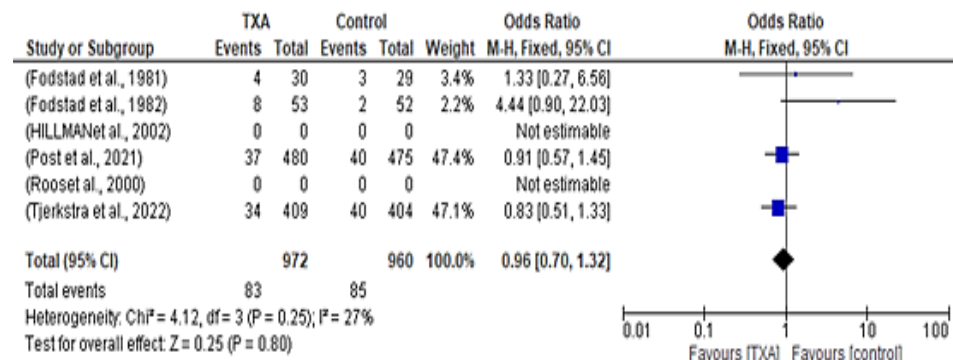 TXA Control Odds Ratio Odds Ratio
Study or Subgroup Events Total Events Total Weight M-H, Fixed, 95% CI M-H, Fixed, 95% CI
(Fodstad et al., 1981) 4 30 3 29 3.4% 1.33 [0.27, 6.56]
(Fodstad et al., 1982) 8 53 2 52 2.2% 4.44 [0.90, 22.03]
(HILLMANet al., 2002) 0 0 0 0 Not estimable
(Post et al., 2021) 37 480 40 475 47.4% 0.91 [0.57, 1.45]
(Rooset al., 2000) 0 0 0 0 Not estimable
(Tjerkstra et al., 2022) 34 409 40 404 47.1% 0.83 [0.51, 1.33]
Total (95% CI) 972 960 100.0% 0.96 [0.70, 1.32]
Total events 83 85
Heterogeneity: Chi² = 4.12, df = 3 (P = 0.25); I² = 27%
Test for overall effect: Z = 0.25 (P = 0.80)
0.01 0.1 1 10 100
Favours [TXA] Favours [control]